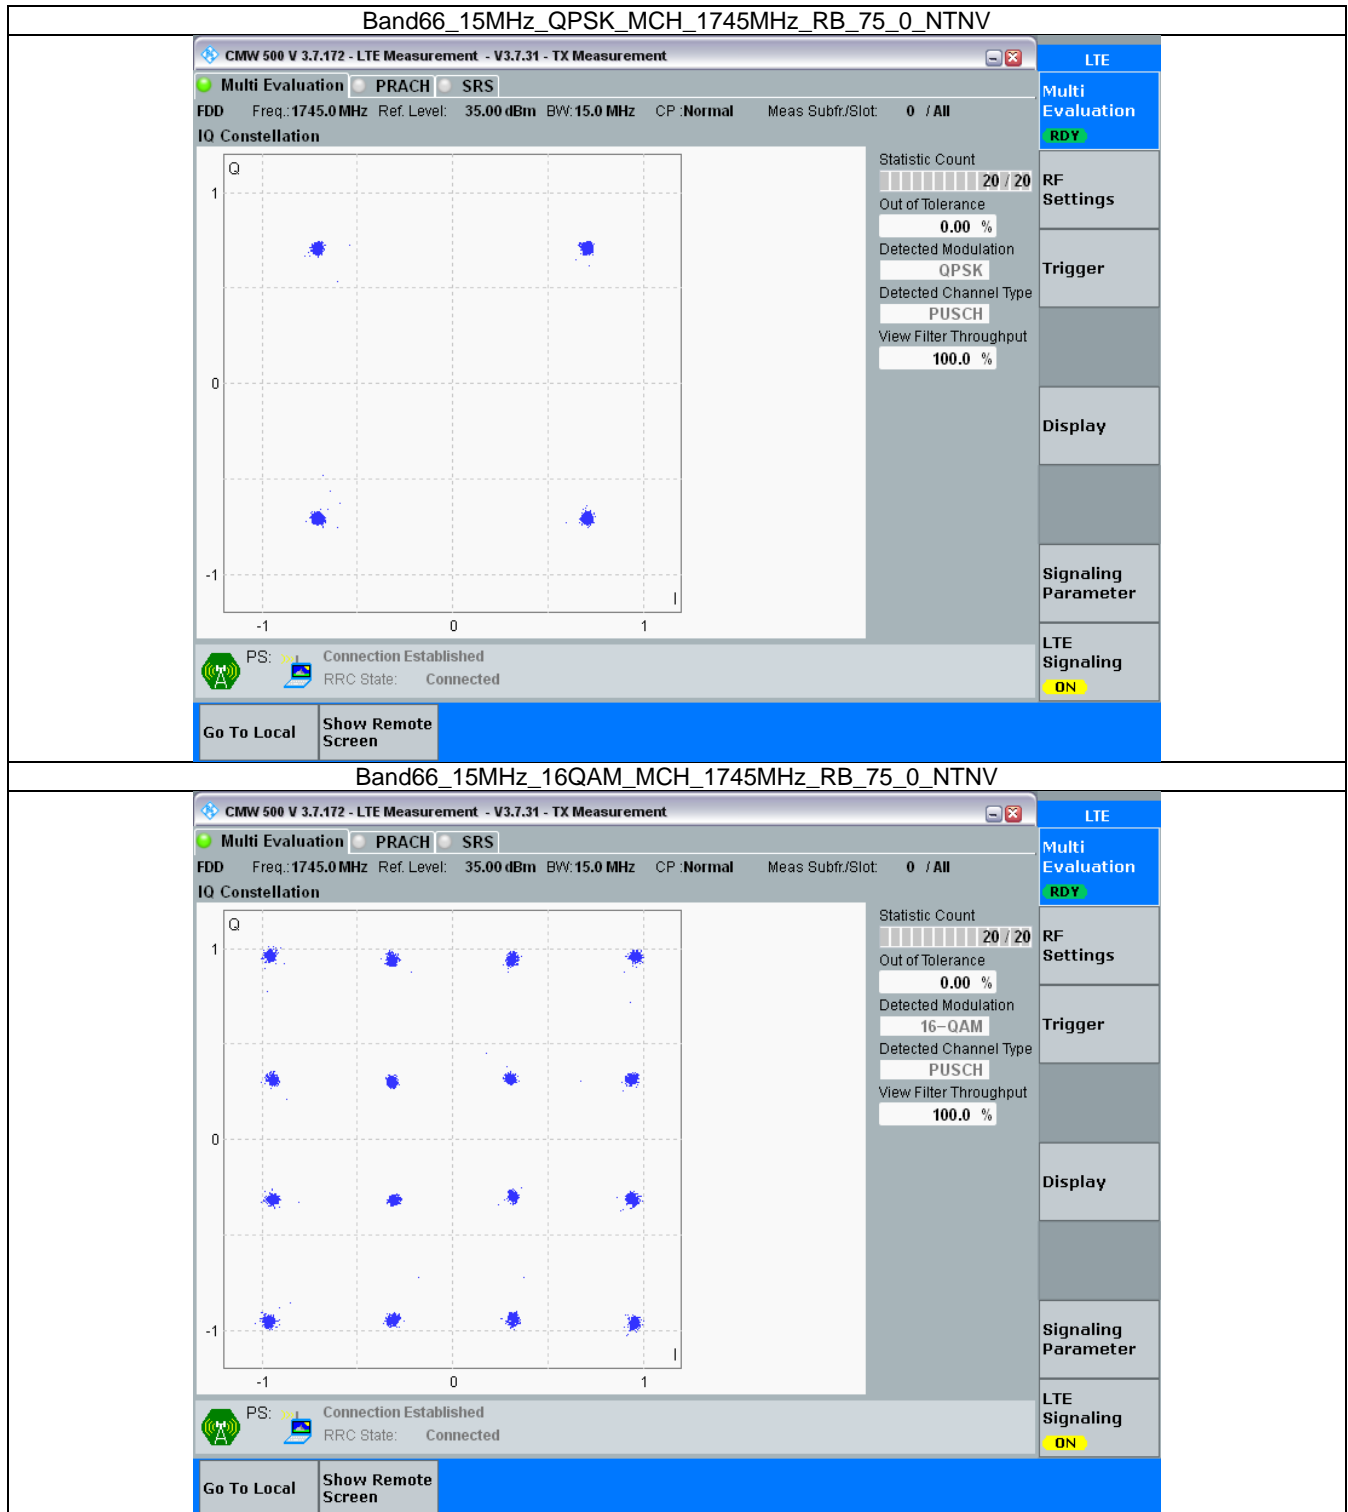 Band66_15MHz_QPSK_MCH_1745MHz_RB_75_0_NTNV
CMW 500 V 3.7.172 - LTE Measurement - V3.7.31 - TX Measurement
LTE
Multi Evaluation PRACH SRS
Multi
Evaluation
RDY
FDD Freq.:1745.0 MHz Ref. Level: 35.00 dBm BW:15.0 MHz CP :Normal Meas Subfr./Slot: 0 / All
IQ Constellation
Q
1
0
-1
I
-1 0 1
Statistic Count
20 / 20
Out of Tolerance
0.00 %
Detected Modulation
QPSK
Detected Channel Type
PUSCH
View Filter Throughput
100.0 %
RF
Settings
Trigger
Display
Signaling
Parameter
LTE
Signaling
ON
PS: Connection Established
RRC State: Connected
Go To Local
Show Remote
Screen
Band66_15MHz_16QAM_MCH_1745MHz_RB_75_0_NTNV
CMW 500 V 3.7.172 - LTE Measurement - V3.7.31 - TX Measurement
LTE
Multi Evaluation PRACH SRS
Multi
Evaluation
RDY
FDD Freq.:1745.0 MHz Ref. Level: 35.00 dBm BW:15.0 MHz CP :Normal Meas Subfr./Slot: 0 / All
IQ Constellation
Q
1
0
-1
I
-1 0 1
Statistic Count
20 / 20
Out of Tolerance
0.00 %
Detected Modulation
16-QAM
Detected Channel Type
PUSCH
View Filter Throughput
100.0 %
RF
Settings
Trigger
Display
Signaling
Parameter
LTE
Signaling
ON
PS: Connection Established
RRC State: Connected
Go To Local
Show Remote
Screen